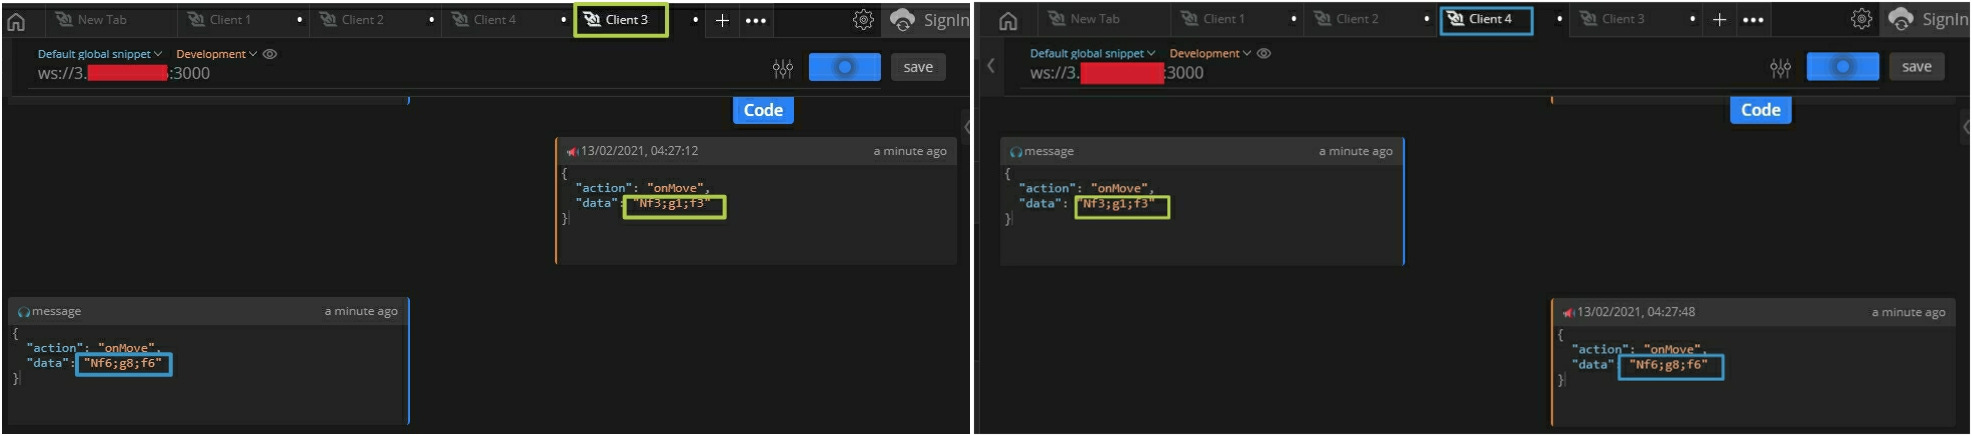 New Tab Client 1 Client 2 Client 4 Client 3 SignIn
Default global snippet Development
ws://3. :3000
save
Code
13/02/2021, 04:27:12 a minute ago
{
"action": "onMove",
"data": "Nf3;g1;f3"
}
message a minute ago
{
"action": "onMove",
"data": "Nf6;g8;f6"
}
New Tab Client 1 Client 2 Client 4 Client 3 SignIn
Default global snippet Development
ws://3. :3000
save
Code
message a minute ago
{
"action": "onMove",
"data": "Nf3;g1;f3"
}
13/02/2021, 04:27:48 a minute ago
{
"action": "onMove",
"data": "Nf6;g8;f6"
}